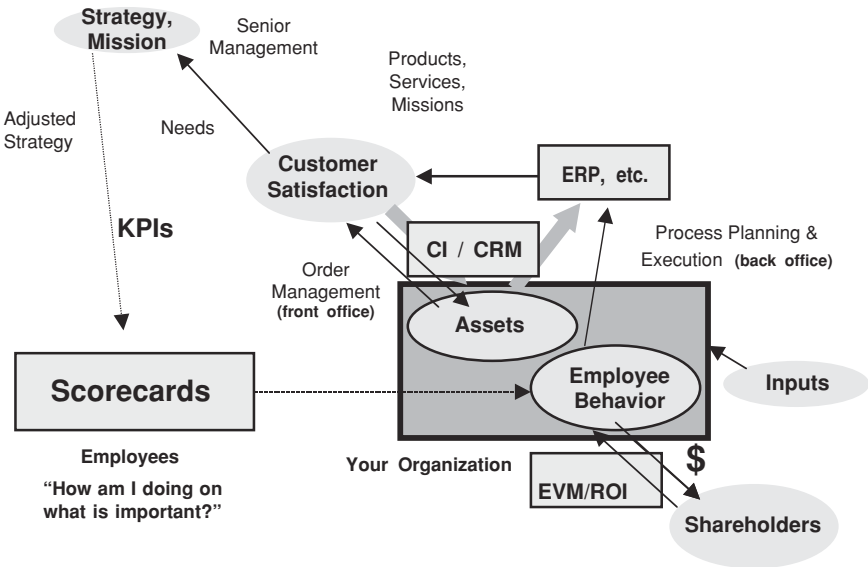 Strategy,
Mission
Senior
Management
Products,
Services,
Missions
Adjusted
Strategy
Needs
Customer
Satisfaction
ERP, etc.
KPIs
CI / CRM
Process Planning &
Execution (back office)
Order
Management
(front office)
Assets
Scorecards
Employee
Behavior
Inputs
Employees
Your Organization
$
"How am I doing on
what is important?"
EVM/ROI
Shareholders